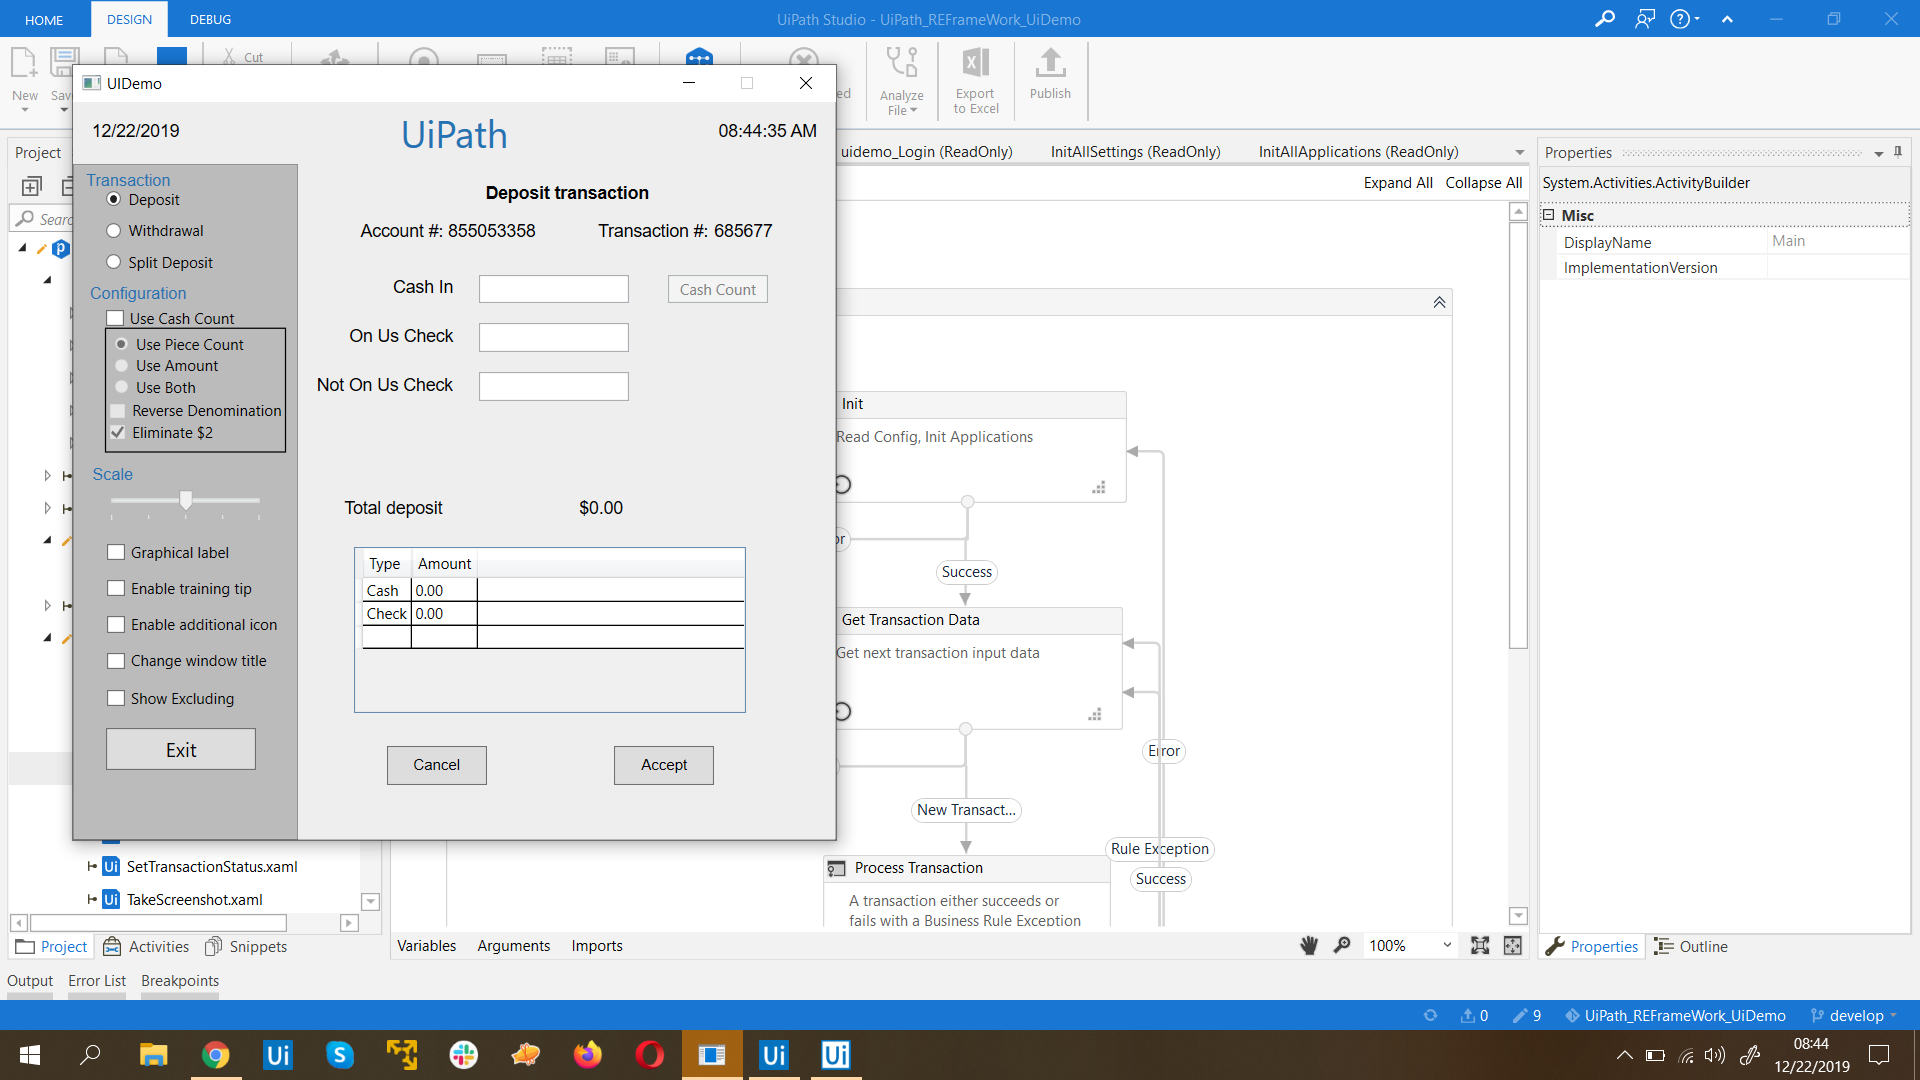 HOME
DESIGN
DEBUG
UiPath Studio - UiPath_REFrameWork_UiDemo
New
Cut
Analyze
File
Export
to Excel
Publish
UIDemo
12/22/2019
UiPath
08:44:35 AM
Transaction
Deposit
Withdrawal
Split Deposit
Configuration
Use Cash Count
Use Piece Count
Use Amount
Use Both
Reverse Denomination
Eliminate $2
Scale
Graphical label
Enable training tip
Enable additional icon
Change window title
Show Excluding
Exit
Deposit transaction
Account #: 855053358
Transaction #: 685677
Cash In
Cash Count
On Us Check
Not On Us Check
Total deposit
$0.00
Type Amount
Cash 0.00
Check 0.00
Cancel
Accept
Project
SetTransactionStatus.xaml
TakeScreenshot.xaml
Project
Activities
Snippets
uidemo_Login (ReadOnly)
InitAllSettings (ReadOnly)
InitAllApplications (ReadOnly)
Expand All
Collapse All
Init
Read Config, Init Applications
Success
Get Transaction Data
Get next transaction input data
Error
New Transact...
Rule Exception
Success
Process Transaction
A transaction either succeeds or
fails with a Business Rule Exception
Variables
Arguments
Imports
100%
Properties
System.Activities.ActivityBuilder
Misc
DisplayName
Main
ImplementationVersion
Properties
Outline
Output
Error List
Breakpoints
0
9
UiPath_REFrameWork_UiDemo
develop
08:44
12/22/2019